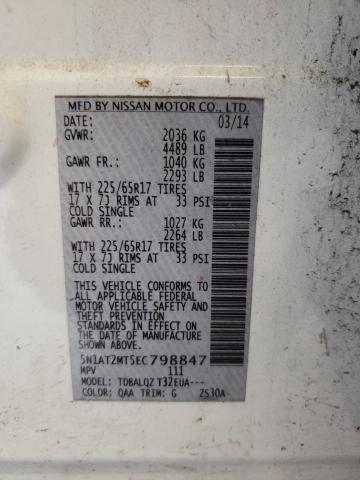 MFD BY NISSAN MOTOR CO., LTD.
DATE: 03/14
GVWR: 2036 KG
4489 LB
GAWR FR: 1040 KG
2293 LB
WITH 225/65R17 TIRES
17 X 7J RIMS AT 33 PSI
COLD SINGLE
GAWR RR: 1027 KG
2264 LB
WITH 225/65R17 TIRES
17 X 7J RIMS AT 33 PSI
COLD SINGLE
THIS VEHICLE CONFORMS TO
ALL APPLICABLE FEDERAL
MOTOR VEHICLE SAFETY
STANDARDS IN EFFECT ON
THE DATE OF MANUFACTURE
SHOWN ABOVE.
5N1AT2MT5EC798847
MPV 111
MODEL: TDBALQZ T32EUA---
COLOR: QAA TRIM: G ZS30A